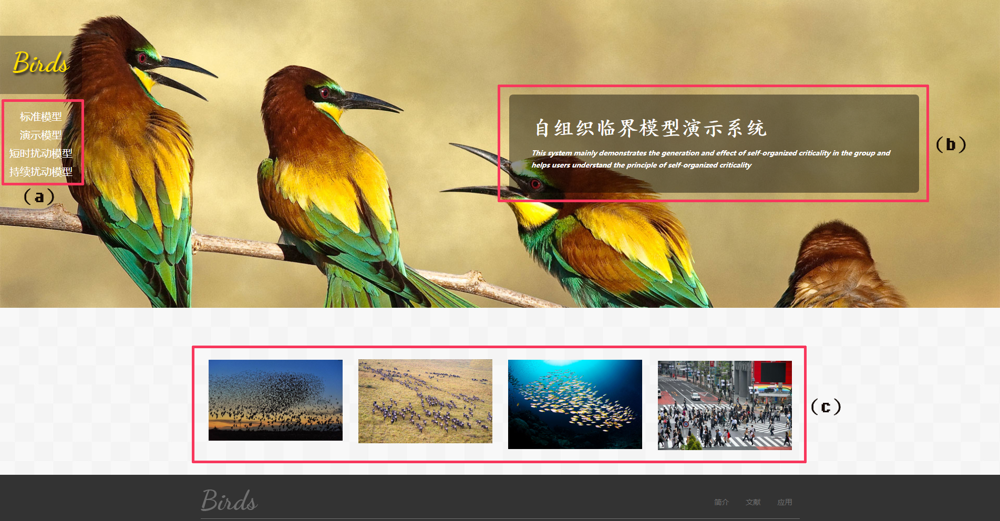 Birds
标准模型
演示模型
短时扰动模型
持续扰动模型
(a)
自组织临界模型演示系统
This system mainly demonstrates the generation and effect of self-organized criticality in the group and
helps users understand the principle of self-organized criticality
(b)
(c)
Birds
简介 文献 应用